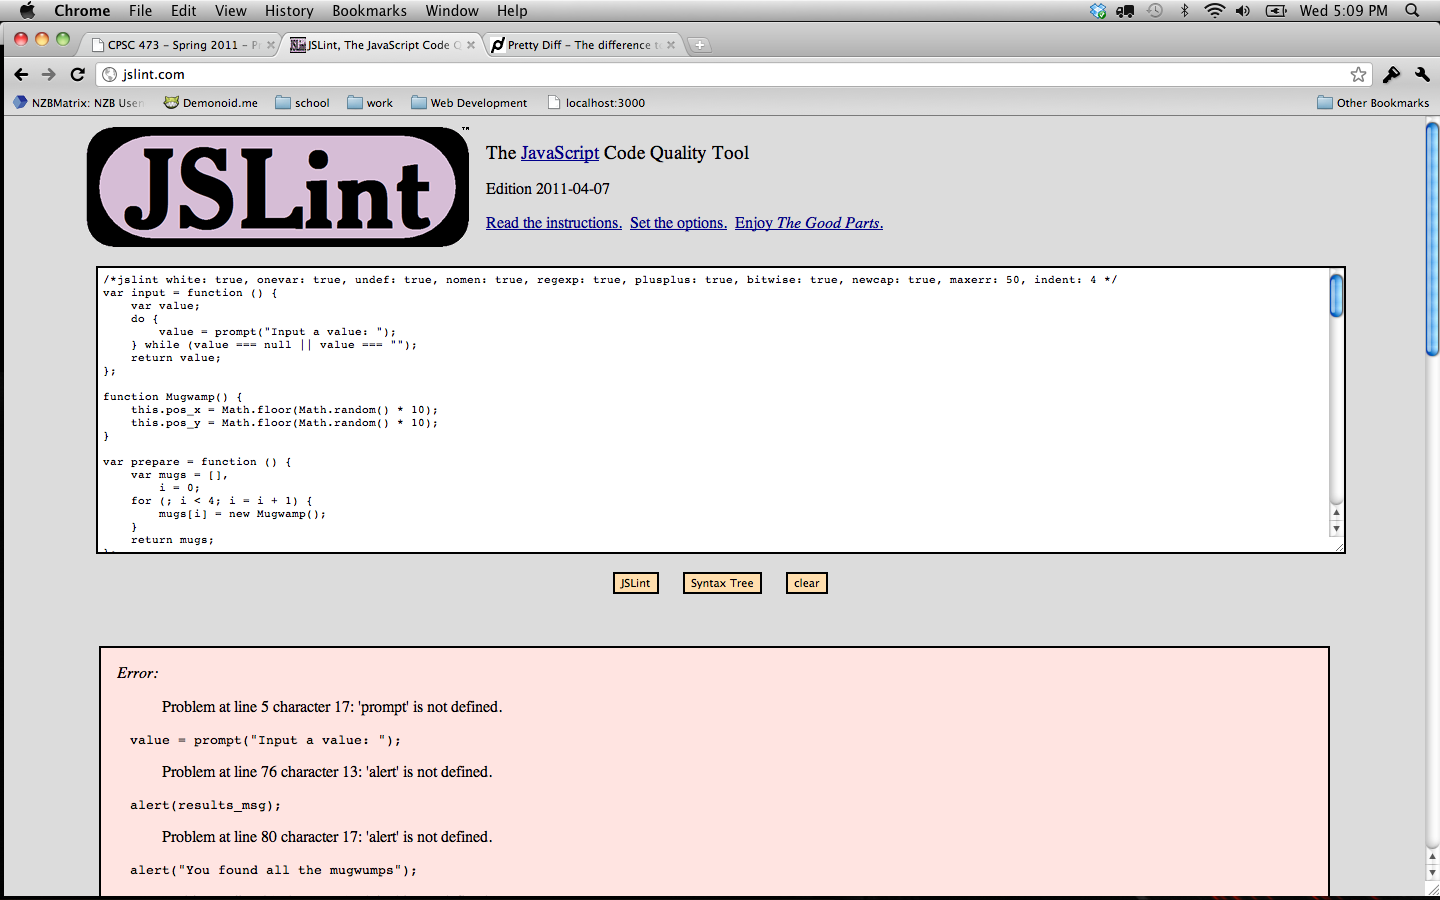 Chrome File Edit View History Bookmarks Window Help Wed 5:09 PM
CPSC 473 – Spring 2011 – JSLint, The JavaScript Code Pretty Diff – The difference
jslint.com
NZBMatrix: NZB Demonoid.me school work Web Development localhost:3000 Other Bookmarks
JSLint™
The JavaScript Code Quality Tool
Edition 2011-04-07
Read the instructions. Set the options. Enjoy The Good Parts.
/*jslint white: true, onevar: true, undef: true, nomen: true, regexp: true, plusplus: true, bitwise: true, newcap: true, maxerr: 50, indent: 4 */
var input = function () {
    var value;
    do {
        value = prompt("Input a value: ");
    } while (value === null || value === "");
    return value;
};
function Mugwamp() {
    this.pos_x = Math.floor(Math.random() * 10);
    this.pos_y = Math.floor(Math.random() * 10);
}
var prepare = function () {
    var mugs = [],
        i = 0;
    for (; i < 4; i = i + 1) {
        mugs[i] = new Mugwamp();
    }
    return mugs;
JSLint Syntax Tree clear
Error:
Problem at line 5 character 17: 'prompt' is not defined.
value = prompt("Input a value: ");
Problem at line 76 character 13: 'alert' is not defined.
alert(results_msg);
Problem at line 80 character 17: 'alert' is not defined.
alert("You found all the mugwumps");